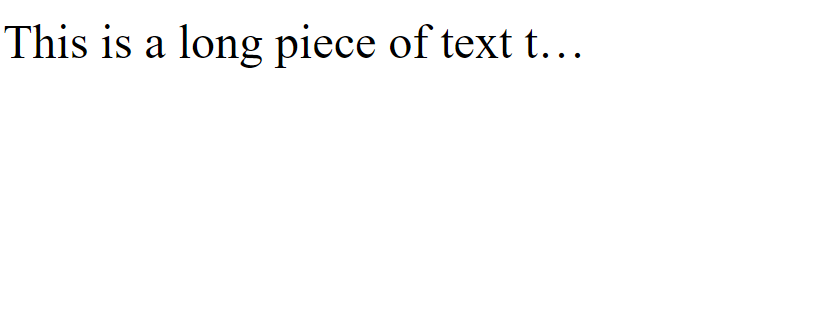 This is a long piece of text t…